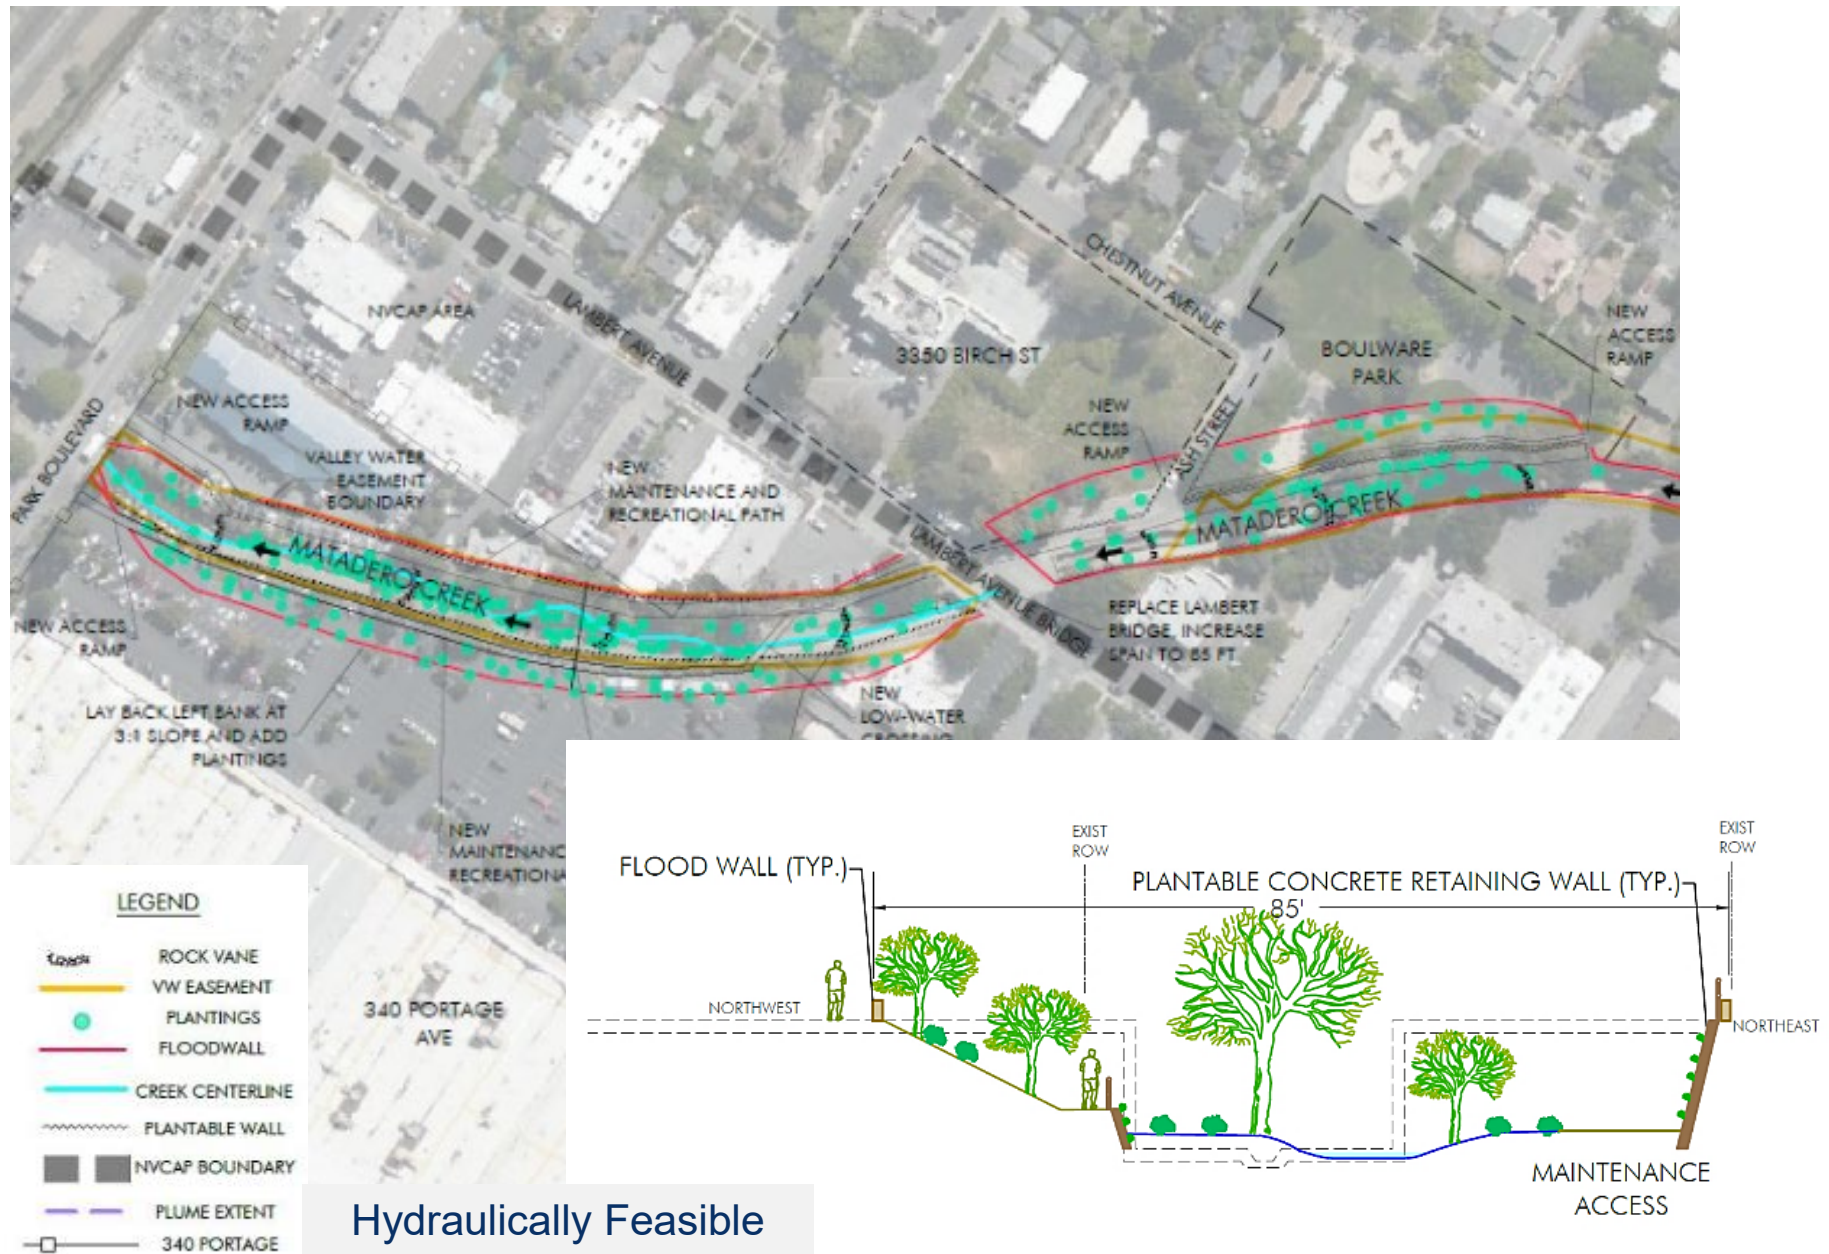 NVCAP AREA
LAMBERT AVENUE
CHESTNUT AVENUE
3350 BIRCH ST
BOULWARE
PARK
NEW
ACCESS
RAMP
NEW ACCESS
RAMP
PARK BOULEVARD
VALLEY WATER
EASEMENT
BOUNDARY
NEW
MAINTENANCE AND
RECREATIONAL PATH
NEW
ACCESS
RAMP
ASH STREET
MATADERO CREEK
MATADERO CREEK
LAMBERT AVENUE BRIDGE
REPLACE LAMBERT
BRIDGE, INCREASE
SPAN TO 85 FT
NEW ACCESS
RAMP
LAY BACK LEFT BANK AT
3:1 SLOPE AND ADD
PLANTINGS
NEW
LOW-WATER
CROSSING
NEW
MAINTENANC
RECREATIONA
340 PORTAGE
AVE
LEGEND
ROCK VANE
VW EASEMENT
PLANTINGS
FLOODWALL
CREEK CENTERLINE
PLANTABLE WALL
NVCAP BOUNDARY
PLUME EXTENT
340 PORTAGE
EXIST
ROW
EXIST
ROW
FLOOD WALL (TYP.)
PLANTABLE CONCRETE RETAINING WALL (TYP.)
85'
NORTHWEST
NORTHEAST
MAINTENANCE
ACCESS
Hydraulically Feasible